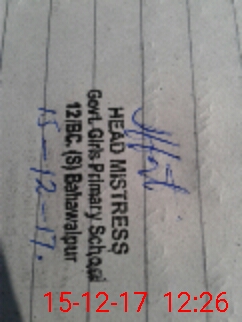 HEAD MISTRESS
Govt. Girls Primary School
12/BC. (S) Bahawalpur
15-12-17.
15-12-17 12:26